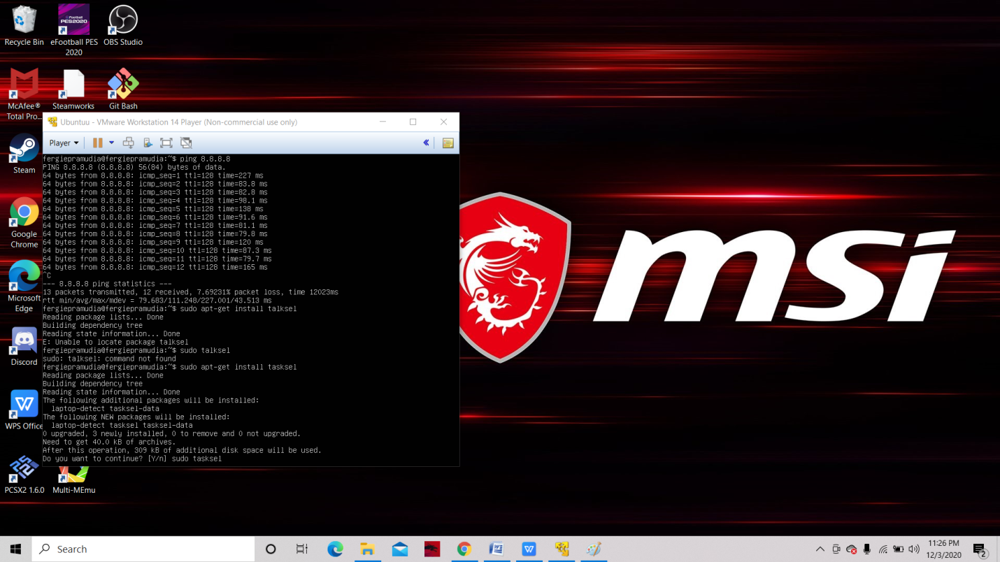 Recycle Bin
eFootball PES 2020
OBS Studio
eFootball
PES2020
McAfee®
Total Pro...
Steamworks
Git Bash
Steam
Google
Chrome
Microsoft
Edge
Discord
WPS Office
PCSX2 1.6.0
Multi-MEmu
Ubuntuu - VMware Workstation 14 Player (Non-commercial use only)
Player
fergiepramudia@fergiepramudia:~$ ping 8.8.8.8
PING 8.8.8.8 (8.8.8.8) 56(84) bytes of data.
64 bytes from 8.8.8.8: icmp_seq=1 ttl=128 time=227 ms
64 bytes from 8.8.8.8: icmp_seq=2 ttl=128 time=83.8 ms
64 bytes from 8.8.8.8: icmp_seq=3 ttl=128 time=82.8 ms
64 bytes from 8.8.8.8: icmp_seq=4 ttl=128 time=98.1 ms
64 bytes from 8.8.8.8: icmp_seq=5 ttl=128 time=138 ms
64 bytes from 8.8.8.8: icmp_seq=6 ttl=128 time=91.6 ms
64 bytes from 8.8.8.8: icmp_seq=7 ttl=128 time=81.1 ms
64 bytes from 8.8.8.8: icmp_seq=8 ttl=128 time=79.8 ms
64 bytes from 8.8.8.8: icmp_seq=9 ttl=128 time=120 ms
64 bytes from 8.8.8.8: icmp_seq=10 ttl=128 time=87.3 ms
64 bytes from 8.8.8.8: icmp_seq=11 ttl=128 time=79.7 ms
64 bytes from 8.8.8.8: icmp_seq=12 ttl=128 time=165 ms
^C
--- 8.8.8.8 ping statistics ---
13 packets transmitted, 12 received, 7.69231% packet loss, time 12023ms
rtt min/avg/max/mdev = 79.683/111.248/227.001/43.513 ms
fergiepramudia@fergiepramudia:~$ sudo apt-get install talksel
Reading package lists... Done
Building dependency tree
Reading state information... Done
E: Unable to locate package talksel
fergiepramudia@fergiepramudia:~$ sudo talksel
sudo: talksel: command not found
fergiepramudia@fergiepramudia:~$ sudo apt-get install tasksel
Reading package lists... Done
Building dependency tree
Reading state information... Done
The following additional packages will be installed:
laptop-detect tasksel-data
The following NEW packages will be installed:
laptop-detect tasksel tasksel-data
0 upgraded, 3 newly installed, 0 to remove and 0 not upgraded.
Need to get 40.0 kB of archives.
After this operation, 309 kB of additional disk space will be used.
Do you want to continue? [Y/n] sudo tasksel
msi
Search
11:26 PM
12/3/2020
2